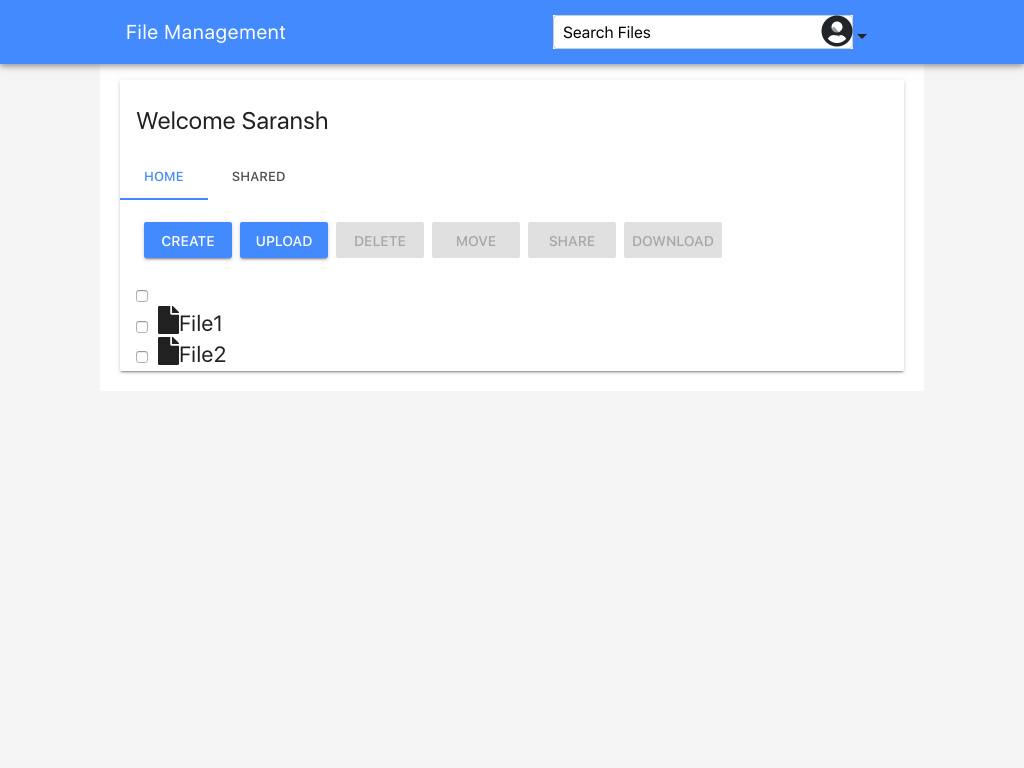 File Management
Search Files
Welcome Saransh
HOME SHARED
CREATE UPLOAD DELETE MOVE SHARE DOWNLOAD
File1
File2